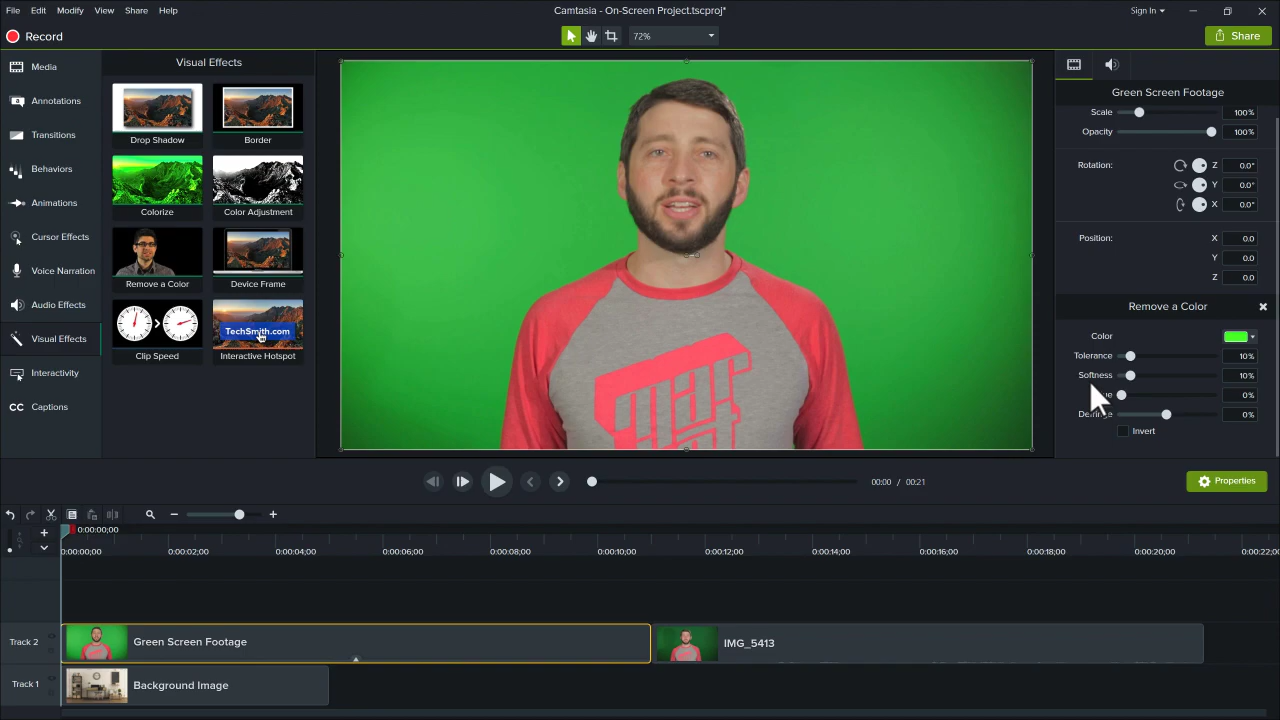 File Edit Modify View Share Help
Camtasia - On-Screen Project.tscproj*
Sign In
Record
72%
Share
Media
Annotations
Transitions
Behaviors
Animations
Cursor Effects
Voice Narration
Audio Effects
Visual Effects
Interactivity
CC Captions
Visual Effects
Drop Shadow Border
Colorize Color Adjustment
Remove a Color Device Frame
TechSmith.com
Clip Speed Interactive Hotspot
Green Screen Footage
Scale 100%
Opacity 100%
Rotation: Z 0.0°
Y 0.0°
X 0.0°
Position: X 0.0
Y 0.0
Z 0.0
Remove a Color
Color
Tolerance 10%
Softness 10%
0%
0%
Invert
00:00 / 00:21
Properties
0:00:00;00
0:00:00;00 0:00:02;00 0:00:04;00 0:00:06;00 0:00:08;00 0:00:10;00 0:00:12;00 0:00:14;00 0:00:16;00 0:00:18;00 0:00:20;00 0:00:22;00
Track 2 Green Screen Footage IMG_5413
Track 1 Background Image